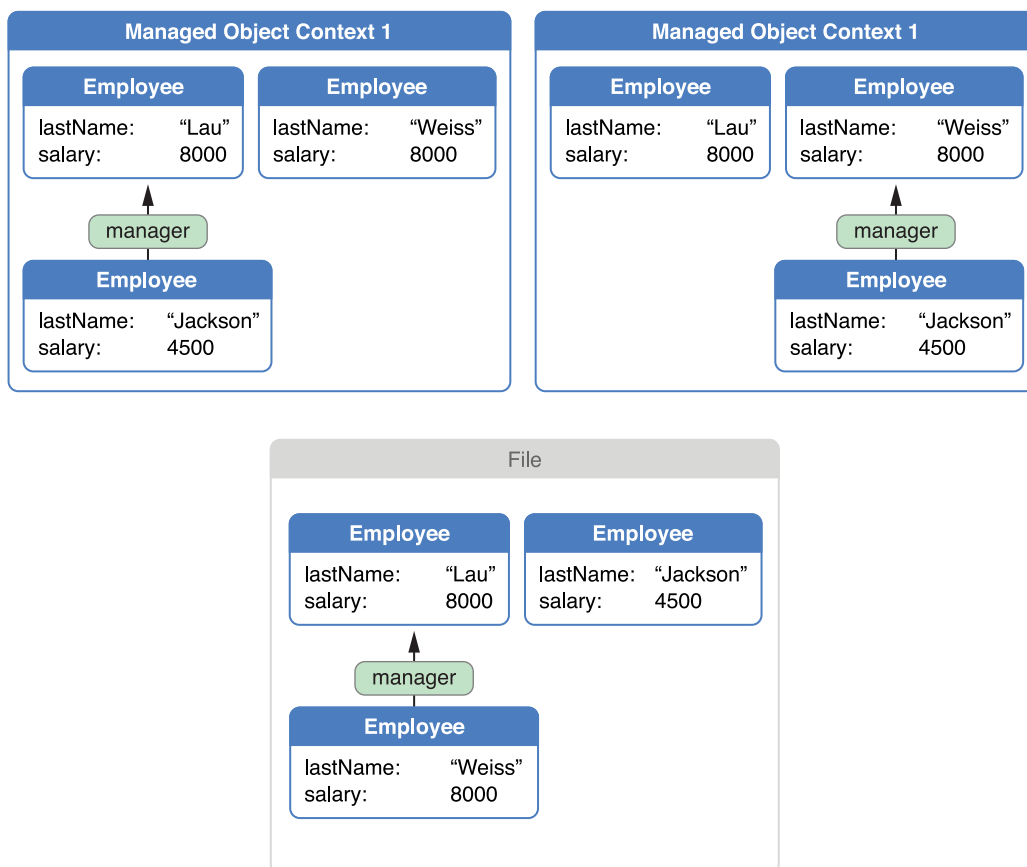 Managed Object Context 1
Employee
lastName: “Lau”
salary: 8000
Employee
lastName: “Weiss”
salary: 8000
manager
Employee
lastName: “Jackson”
salary: 4500
Managed Object Context 1
Employee
lastName: “Lau”
salary: 8000
Employee
lastName: “Weiss”
salary: 8000
manager
Employee
lastName: “Jackson”
salary: 4500
File
Employee
lastName: “Lau”
salary: 8000
Employee
lastName: “Jackson”
salary: 4500
manager
Employee
lastName: “Weiss”
salary: 8000